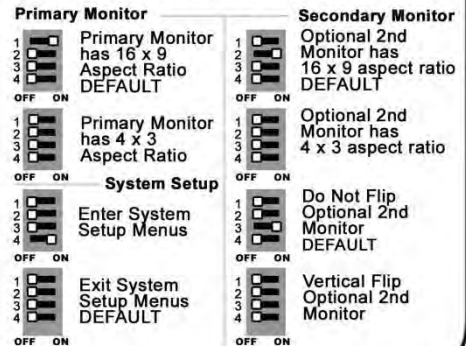 Primary Monitor
1
2
3
4
OFF ON
Primary Monitor
has 16 x 9
Aspect Ratio
DEFAULT
1
2
3
4
OFF ON
Primary Monitor
has 4 x 3
Aspect Ratio
System Setup
1
2
3
4
OFF ON
Enter System
Setup Menus
1
2
3
4
OFF ON
Exit System
Setup Menus
DEFAULT
Secondary Monitor
1
2
3
4
OFF ON
Optional 2nd
Monitor has
16 x 9 aspect ratio
DEFAULT
1
2
3
4
OFF ON
Optional 2nd
Monitor has
4 x 3 aspect ratio
1
2
3
4
OFF ON
Do Not Flip
Optional 2nd
Monitor
DEFAULT
1
2
3
4
OFF ON
Vertical Flip
Optional 2nd
Monitor